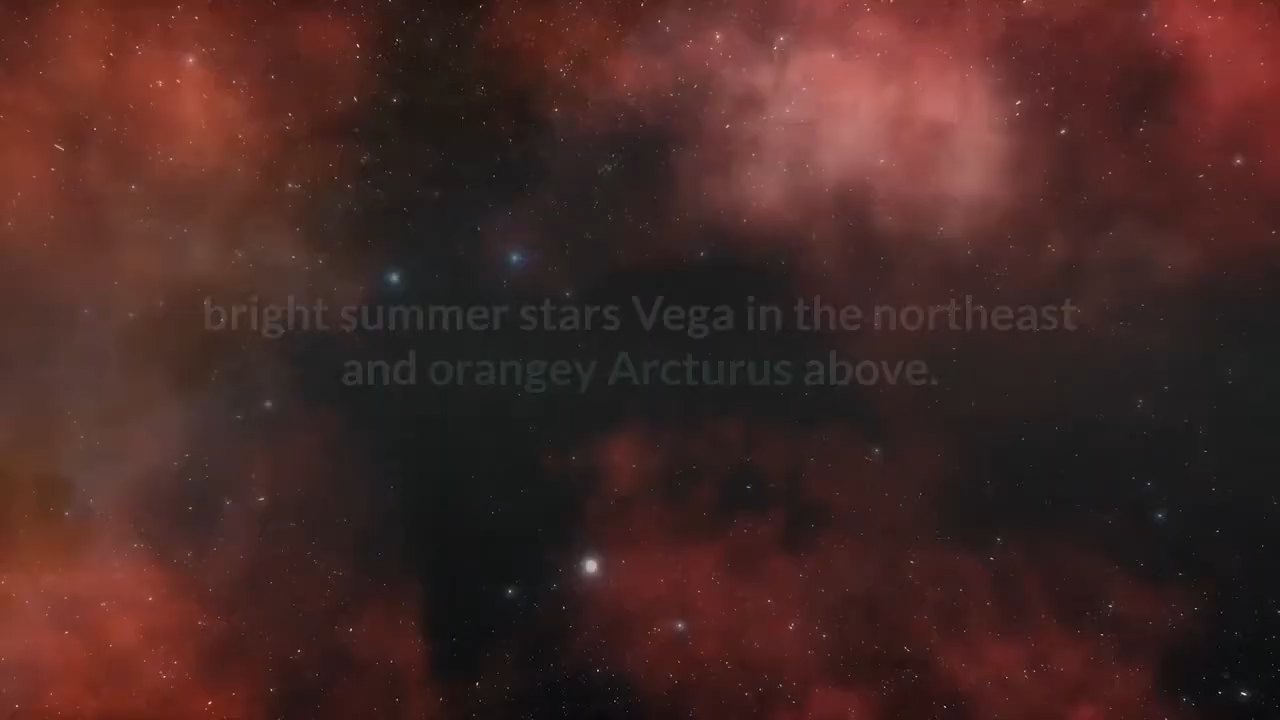 bright summer stars Vega in the northeast
and orangey Arcturus above.